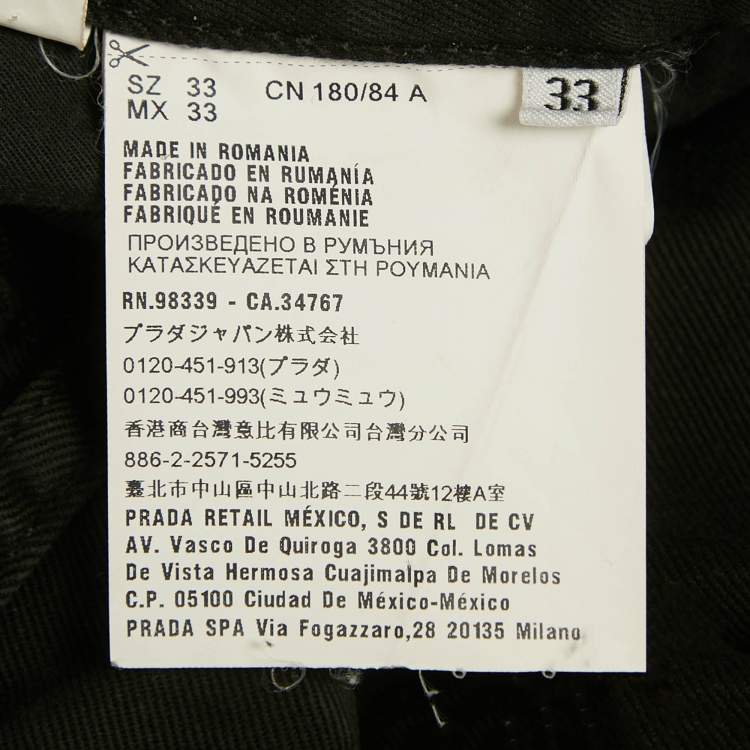 SZ 33 CN 180/84 A
MX 33
33
MADE IN ROMANIA
FABRICADO EN RUMANÍA
FABRICADO NA ROMÉNIA
FABRIQUÉ EN ROUMANIE
ПРОИЗВЕДЕНО В РУМЪНИЯ
ΚΑΤΑΣΚΕΥΑΖΕΤΑΙ ΣΤΗ ΡΟΥΜΑΝΙΑ
RN.98339 - CA.34767
プラダジャパン株式会社
0120-451-913(プラダ)
0120-451-993(ミュウミュウ)
香港商台灣意比有限公司台灣分公司
886-2-2571-5255
臺北市中山區中山北路二段44號12樓A室
PRADA RETAIL MÉXICO, S DE RL DE CV
AV. Vasco De Quiroga 3800 Col. Lomas
De Vista Hermosa Cuajimalpa De Morelos
C.P. 05100 Ciudad De México-México
PRADA SPA Via Fogazzaro,28 20135 Milano